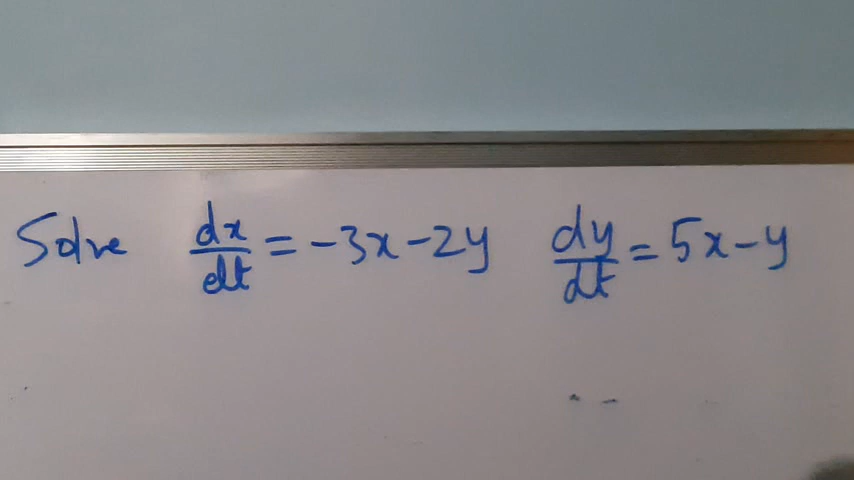 Solve dx/dt = -3x - 2y dy/dt = 5x - y